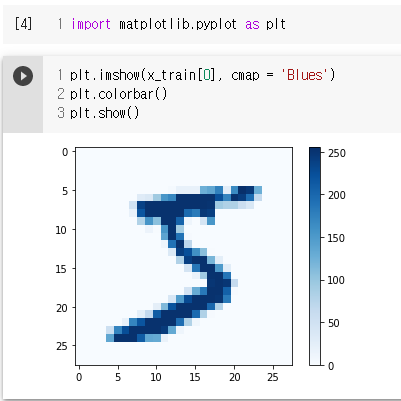 [4] 1 import matplotlib.pyplot as plt
1 plt.imshow(x_train[0], cmap = 'Blues')
2 plt.colorbar()
3 plt.show()
0
5
10
15
20
25
0 5 10 15 20 25
250
200
150
100
50
0